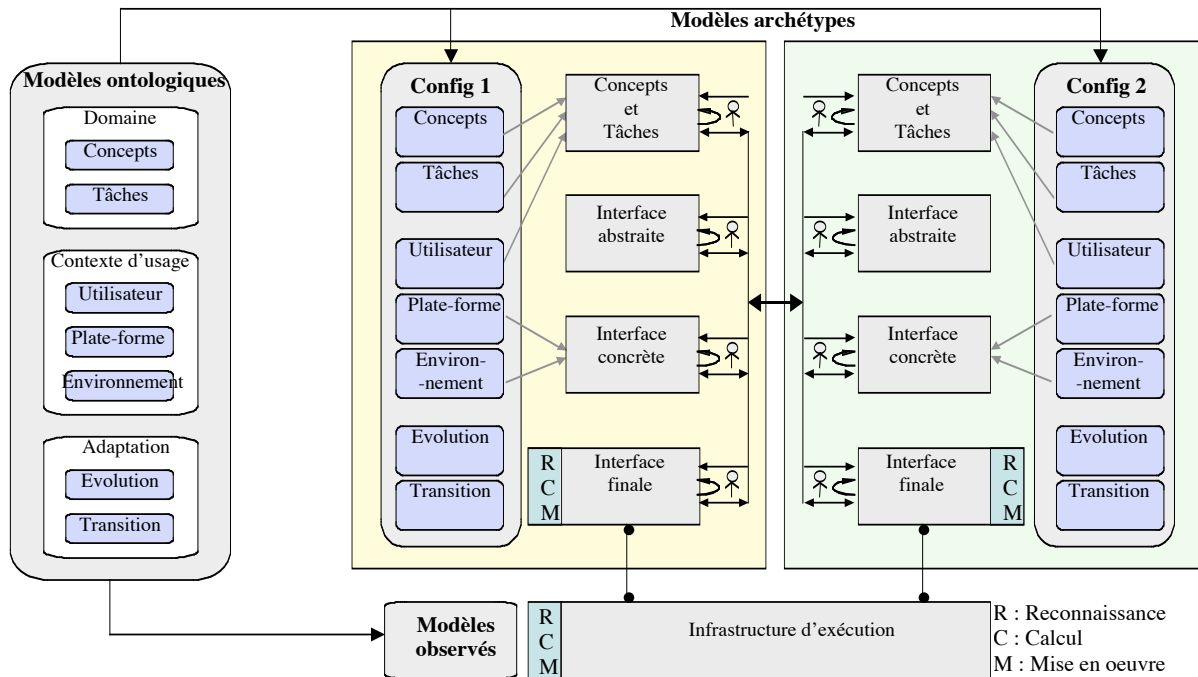 Modèles archétypes
Modèles ontologiques
Domaine
Concepts
Tâches
Contexte d'usage
Utilisateur
Plate-forme
Environnement
Adaptation
Evolution
Transition
Config 1
Concepts
Tâches
Utilisateur
Plate-forme
Environ-
-nement
Evolution
Transition
Concepts
et
Tâches
Interface
abstraite
Interface
concrète
R
C
M
Interface
finale
Concepts
et
Tâches
Interface
abstraite
Interface
concrète
Interface
finale
R
C
M
Config 2
Concepts
Tâches
Utilisateur
Plate-forme
Environ-
-nement
Evolution
Transition
Modèles
observés
R
C
M
Infrastructure d'exécution
R : Reconnaissance
C : Calcul
M : Mise en oeuvre